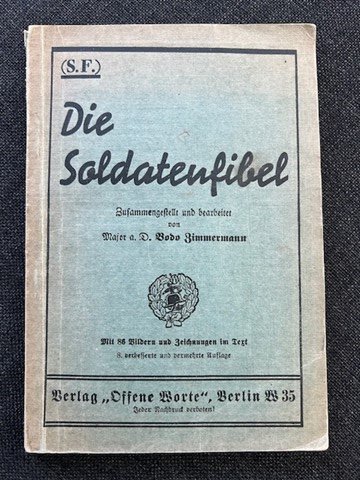 (S.F.)
Die
Soldatenfibel
Zusammengestellt und bearbeitet
von
Major a. D. Bodo Zimmermann
Mit 86 Bildern und Zeichnungen im Text
8. verbesserte und vermehrte Auflage
Verlag „Offene Worte“, Berlin W 35
Jeder Nachdruck verboten!